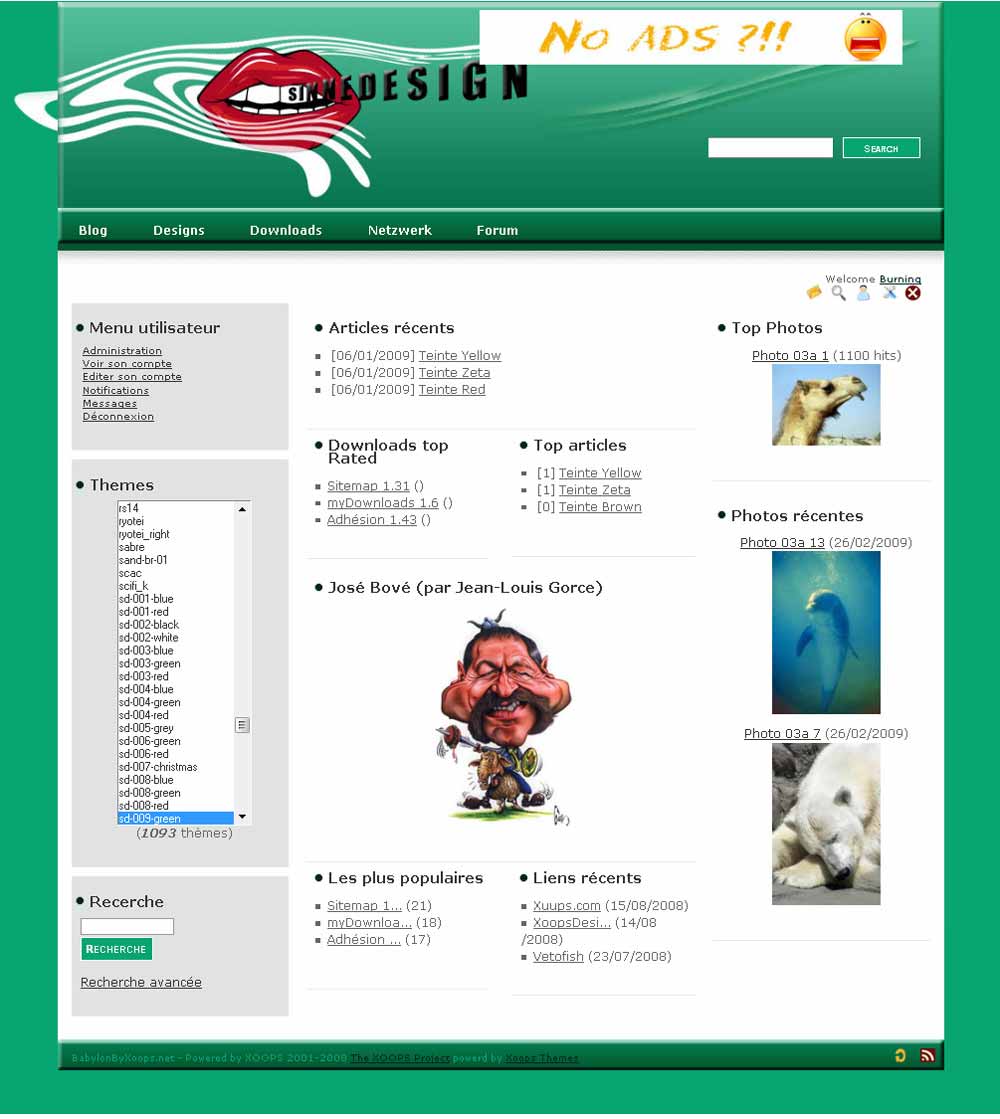 No ADS ?!!
SINNEDESIGN
SEARCH
Blog Designs Downloads Netzwerk Forum
Welcome Burning
Menu utilisateur
Administration
Voir son compte
Editer son compte
Notifications
Messages
Déconnexion
Themes
rs14
ryotei
ryotei_right
sabre
sand-br-01
scac
scifi_k
sd-001-blue
sd-001-red
sd-002-black
sd-002-white
sd-003-blue
sd-003-green
sd-003-red
sd-004-blue
sd-004-green
sd-004-red
sd-005-grey
sd-006-green
sd-006-red
sd-007-christmas
sd-008-blue
sd-008-green
sd-008-red
sd-009-green
(1093 thèmes)
Recerche
RECHERCHE
Recherche avancée
Articles récents
[06/01/2009] Teinte Yellow
[06/01/2009] Teinte Zeta
[06/01/2009] Teinte Red
Downloads top
Rated
Sitemap 1.31 ()
myDownloads 1.6 ()
Adhésion 1.43 ()
Top articles
[1] Teinte Yellow
[1] Teinte Zeta
[0] Teinte Brown
José Bové (par Jean-Louis Gorce)
Les plus populaires
Sitemap 1... (21)
myDownloa... (18)
Adhésion ... (17)
Liens récents
Xuups.com (15/08/2008)
XoopsDesi... (14/08
/2008)
Vetofish (23/07/2008)
Top Photos
Photo 03a 1 (1100 hits)
Photos récentes
Photo 03a 13 (26/02/2009)
Photo 03a 7 (26/02/2009)
BabylonByXoops.net - Powered by XOOPS 2001-2009 The XOOPS Project powerd by Xoops Themes